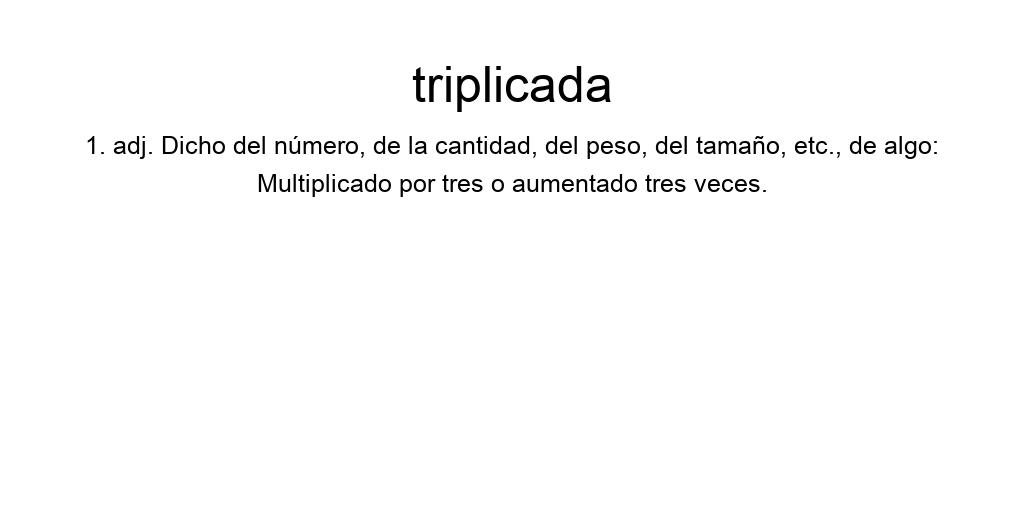 triplicada
1. adj. Dicho del número, de la cantidad, del peso, del tamaño, etc., de algo:
Multiplicado por tres o aumentado tres veces.